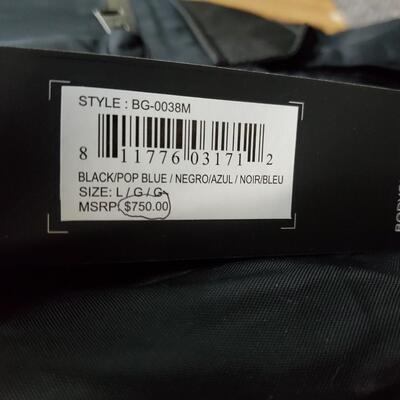 STYLE : BG-0038M
8 11776 03171 2
BLACK/POP BLUE / NEGRO/AZUL / NOIR/BLEU
SIZE: L / G / G
MSRP: $750.00